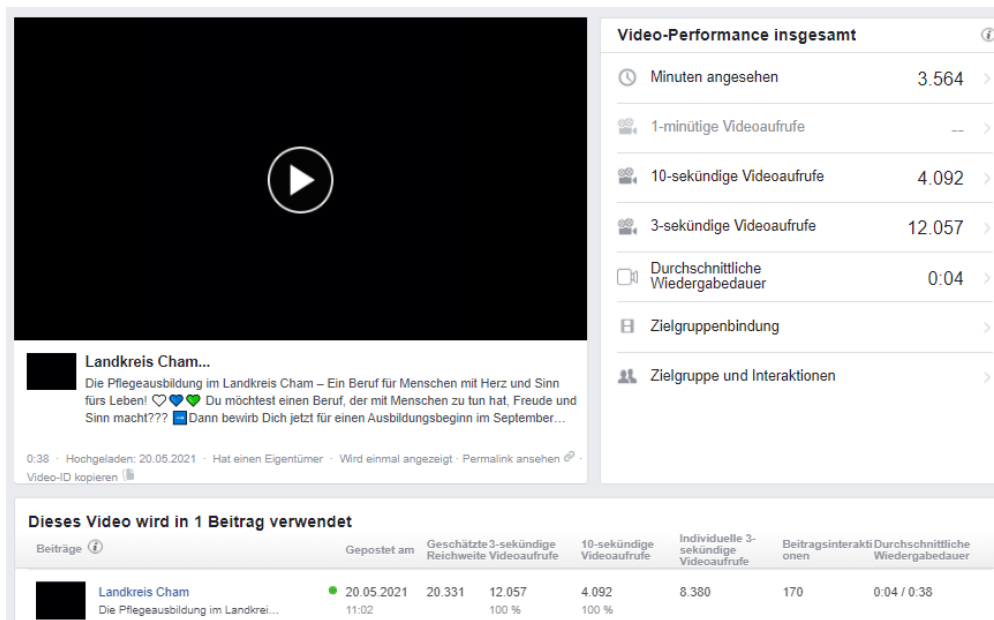 Video-Performance insgesamt
Minuten angesehen 3.564
1-minütige Videoaufrufe --
10-sekündige Videoaufrufe 4.092
3-sekündige Videoaufrufe 12.057
Durchschnittliche
Wiedergabedauer 0:04
Zielgruppenbindung
Zielgruppe und Interaktionen
Landkreis Cham...
Die Pflegeausbildung im Landkreis Cham – Ein Beruf für Menschen mit Herz und Sinn
fürs Leben! 🤍💙💚 Du möchtest einen Beruf, der mit Menschen zu tun hat, Freude und
Sinn macht??? ➡️Dann bewirb Dich jetzt für einen Ausbildungsbeginn im September…
0:38 · Hochgeladen: 20.05.2021 · Hat einen Eigentümer · Wird einmal angezeigt · Permalink ansehen ·
Video-ID kopieren
Dieses Video wird in 1 Beitrag verwendet
Beiträge Gepostet am Geschätzte Reichweite 3-sekündige Videoaufrufe 10-sekündige Videoaufrufe Individuelle 3-sekündige Videoaufrufe Beitragsinteraktionen Durchschnittliche Wiedergabedauer
Landkreis Cham 20.05.2021 20.331 12.057 4.092 8.380 170 0:04 / 0:38
Die Pflegeausbildung im Landkrei... 11:02 100 % 100 %